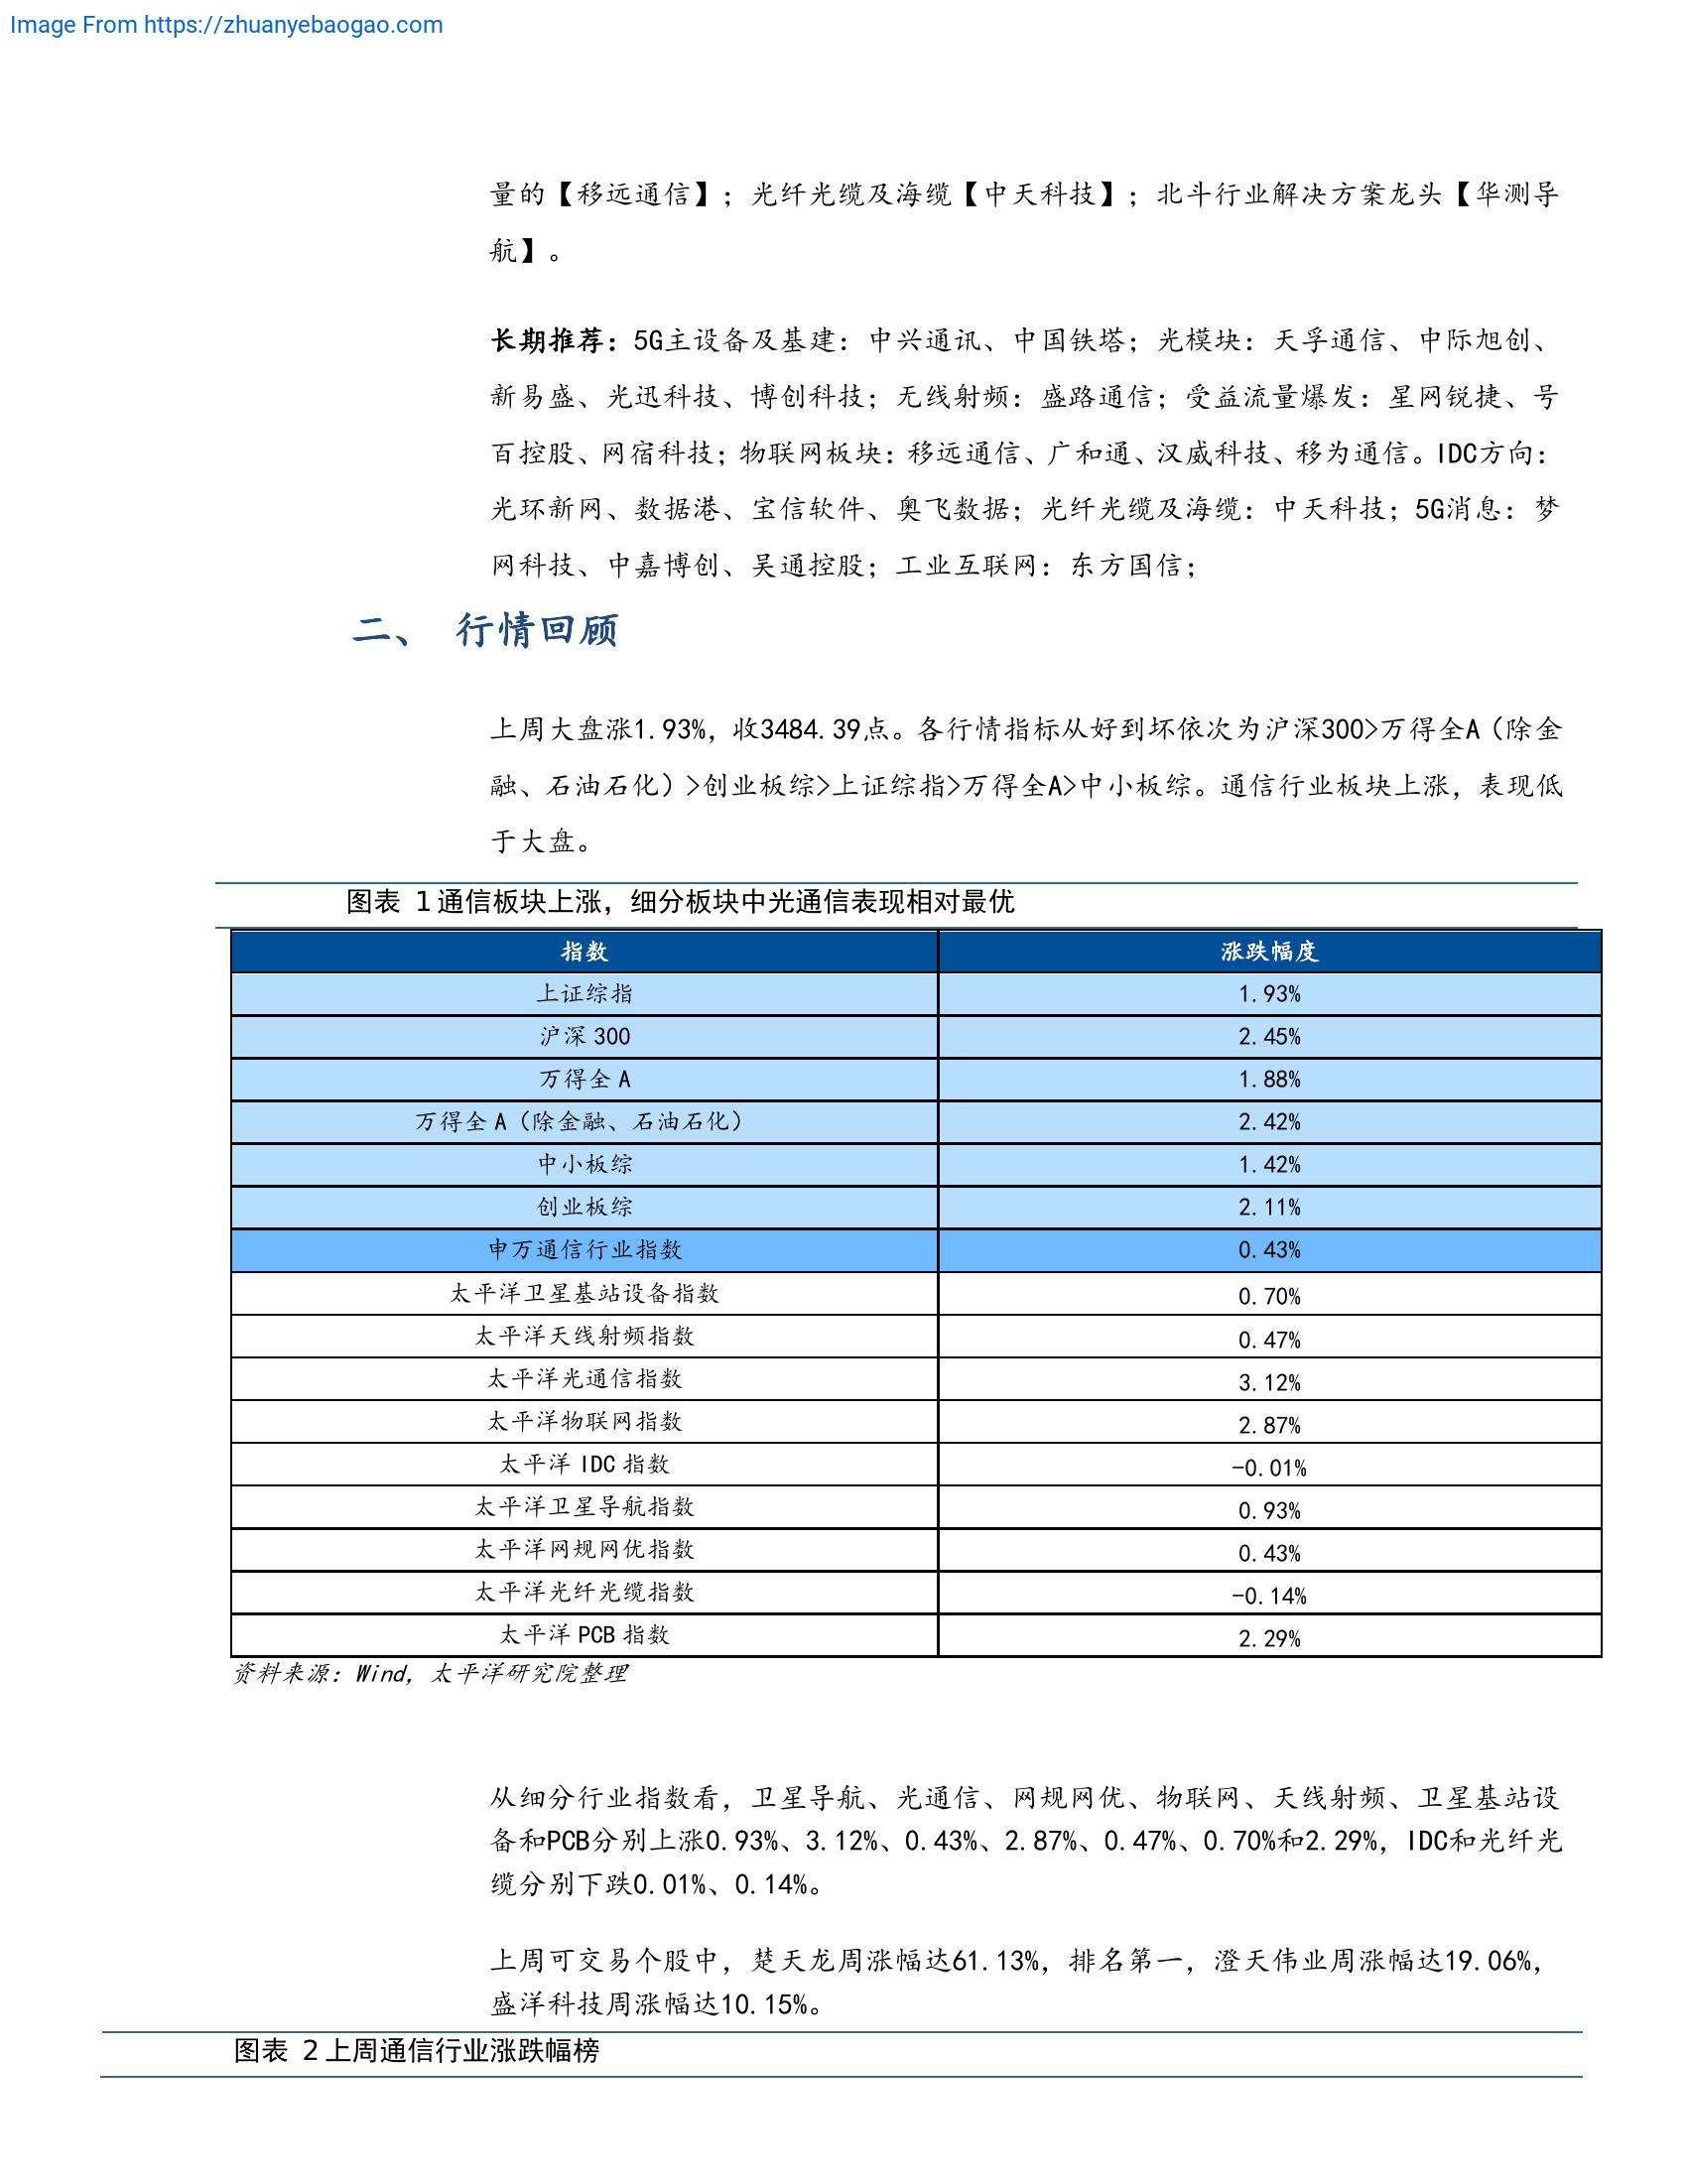 Image From https://zhuanyebaogao.com
量的【移远通信】；光纤光缆及海缆【中天科技】；北斗行业解决方案龙头【华测导
航】。
长期推荐：5G主设备及基建：中兴通讯、中国铁塔；光模块：天孚通信、中际旭创、
新易盛、光迅科技、博创科技；无线射频：盛路通信；受益流量爆发：星网锐捷、号
百控股、网宿科技；物联网板块：移远通信、广和通、汉威科技、移为通信。IDC方向：
光环新网、数据港、宝信软件、奥飞数据；光纤光缆及海缆：中天科技；5G消息：梦
网科技、中嘉博创、吴通控股；工业互联网：东方国信；
二、 行情回顾
上周大盘涨1.93%，收3484.39点。各行情指标从好到坏依次为沪深300>万得全A（除金
融、石油石化）>创业板综>上证综指>万得全A>中小板综。通信行业板块上涨，表现低
于大盘。
图表 1 通信板块上涨，细分板块中光通信表现相对最优
指数 涨跌幅度
上证综指 1.93%
沪深 300 2.45%
万得全 A 1.88%
万得全 A（除金融、石油石化） 2.42%
中小板综 1.42%
创业板综 2.11%
申万通信行业指数 0.43%
太平洋卫星基站设备指数 0.70%
太平洋天线射频指数 0.47%
太平洋光通信指数 3.12%
太平洋物联网指数 2.87%
太平洋 IDC 指数 -0.01%
太平洋卫星导航指数 0.93%
太平洋网规网优指数 0.43%
太平洋光纤光缆指数 -0.14%
太平洋 PCB 指数 2.29%
资料来源：Wind，太平洋研究院整理
从细分行业指数看，卫星导航、光通信、网规网优、物联网、天线射频、卫星基站设
备和PCB分别上涨0.93%、3.12%、0.43%、2.87%、0.47%、0.70%和2.29%，IDC和光纤光
缆分别下跌0.01%、0.14%。
上周可交易个股中，楚天龙周涨幅达61.13%，排名第一，澄天伟业周涨幅达19.06%，
盛洋科技周涨幅达10.15%。
图表 2 上周通信行业涨跌幅榜